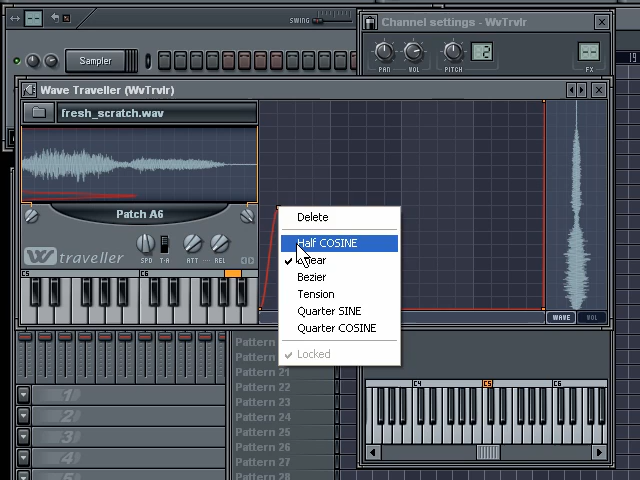 SWING
Channel settings - WvTrvlr
Sampler
PAN VOL PITCH FX
19
Wave Traveller (WvTrvlr)
fresh_scratch.wav
Patch A6
W traveller
SPD T-A ATT REL
C5 C6
Delete
Half COSINE
Linear
Bezier
Tension
Quarter SINE
Quarter COSINE
Locked
WAVE VOL
Pattern 21
Pattern 22
Pattern 23
Pattern 24
Pattern 25
Pattern 26
Pattern 27
Pattern 28
1
2
3
4
5
C4 C5 C6